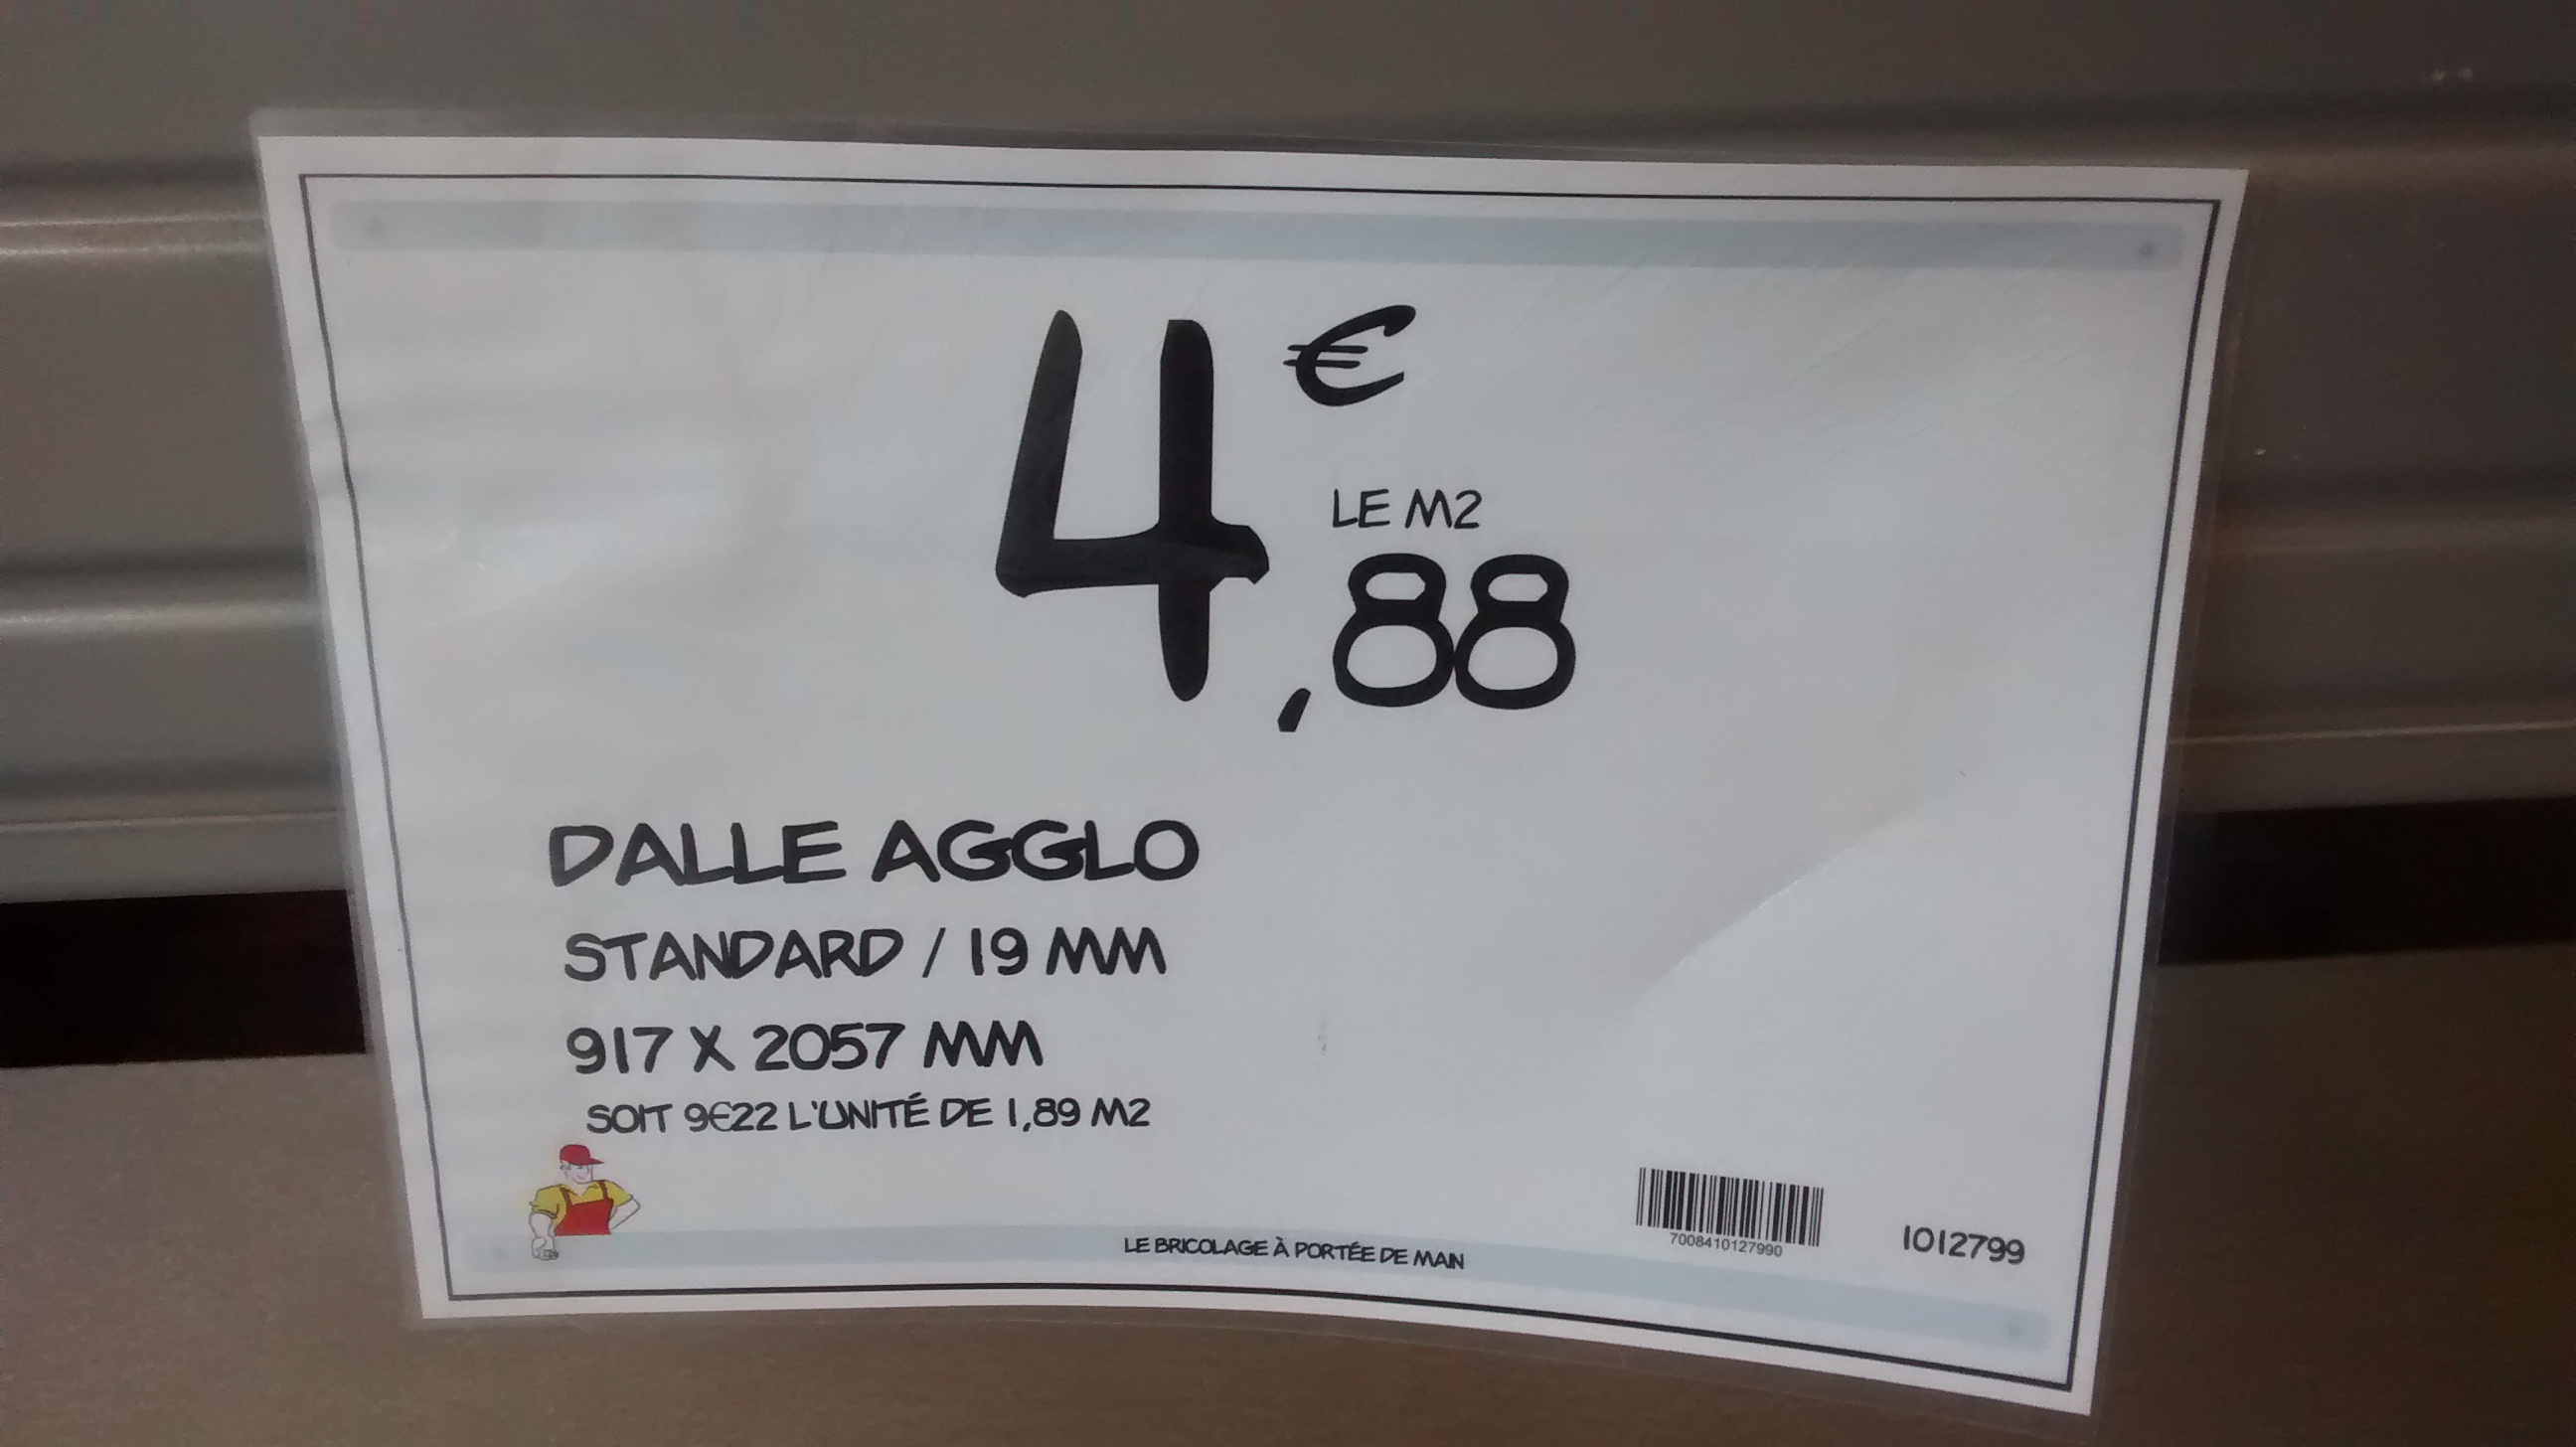 4€
LE M2
,88
DALLE AGGLO
STANDARD / 19 MM
917 X 2057 MM
SOIT 9€22 L'UNITÉ DE 1,89 M2
LE BRICOLAGE À PORTÉE DE MAIN
7008410127990
1012799